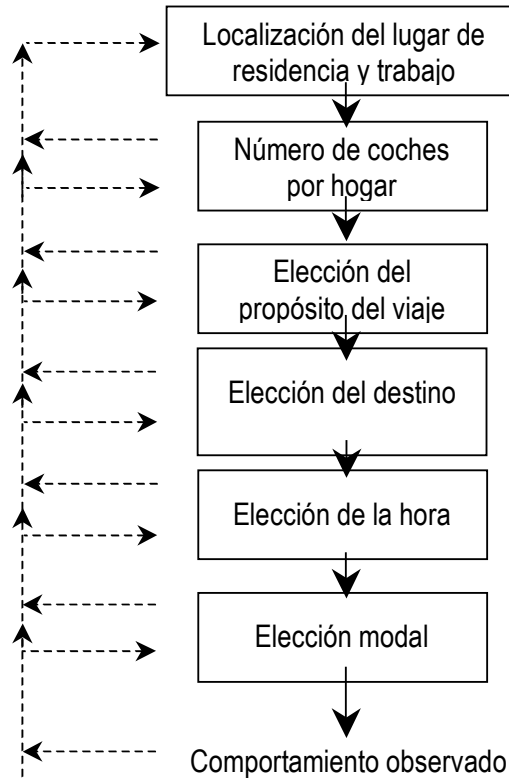 Localización del lugar de
residencia y trabajo
Número de coches
por hogar
Elección del
propósito del viaje
Elección del destino
Elección de la hora
Elección modal
Comportamiento observado